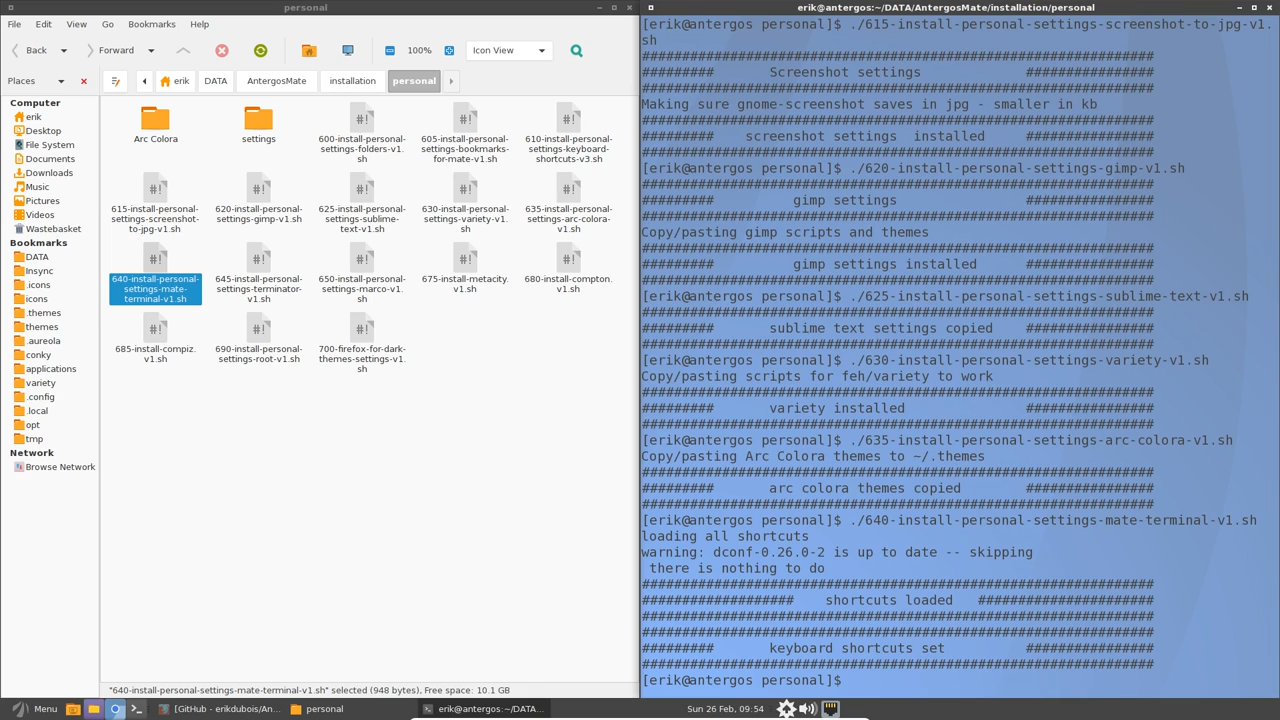 personal
File Edit View Go Bookmarks Help
Back Forward 100% Icon View
Places erik DATA AntergosMate installation personal
Computer
erik
Desktop
File System
Documents
Downloads
Music
Pictures
Videos
Wastebasket
Bookmarks
DATA
Insync
.icons
icons
.themes
themes
.aureola
conky
applications
variety
.config
.local
opt
tmp
Network
Browse Network
Arc Colora
settings
600-install-personal-
settings-folders-v1.
sh
605-install-personal-
settings-bookmarks-
for-mate-v1.sh
610-install-personal-
settings-keyboard-
shortcuts-v3.sh
615-install-personal-
settings-screenshot-
to-jpg-v1.sh
620-install-personal-
settings-gimp-v1.sh
625-install-personal-
settings-sublime-
text-v1.sh
630-install-personal-
settings-variety-v1.
sh
635-install-personal-
settings-arc-colora-
v1.sh
640-install-personal-
settings-mate-
terminal-v1.sh
645-install-personal-
settings-terminator-
v1.sh
650-install-personal-
settings-marco-v1.
sh
675-install-metacity.
v1.sh
680-install-compton.
v1.sh
685-install-compiz.
v1.sh
690-install-personal-
settings-root-v1.sh
700-firefox-for-dark-
themes-settings-v1.
sh
"640-install-personal-settings-mate-terminal-v1.sh" selected (948 bytes), Free space: 10.1 GB
erik@antergos:~/DATA/AntergosMate/installation/personal
[erik@antergos personal]$ ./615-install-personal-settings-screenshot-to-jpg-v1.
sh
################################################################
#########       Screenshot settings             ################
################################################################
Making sure gnome-screenshot saves in jpg - smaller in kb
################################################################
#########    screenshot settings  installed     ################
################################################################
[erik@antergos personal]$ ./620-install-personal-settings-gimp-v1.sh
################################################################
#########          gimp settings                ################
################################################################
Copy/pasting gimp scripts and themes
################################################################
#########          gimp settings installed      ################
################################################################
[erik@antergos personal]$ ./625-install-personal-settings-sublime-text-v1.sh
################################################################
#########       sublime text settings copied    ################
################################################################
[erik@antergos personal]$ ./630-install-personal-settings-variety-v1.sh
Copy/pasting scripts for feh/variety to work
################################################################
#########       variety installed               ################
################################################################
[erik@antergos personal]$ ./635-install-personal-settings-arc-colora-v1.sh
Copy/pasting Arc Colora themes to ~/.themes
################################################################
#########       arc colora themes copied        ################
################################################################
[erik@antergos personal]$ ./640-install-personal-settings-mate-terminal-v1.sh
loading all shortcuts
warning: dconf-0.26.0-2 is up to date -- skipping
 there is nothing to do
################################################################
###################    shortcuts loaded   ######################
################################################################
################################################################
#########       keyboard shortcuts set          ################
################################################################
[erik@antergos personal]$
Menu [GitHub - erikdubois/An... personal erik@antergos:~/DATA... Sun 26 Feb, 09:54